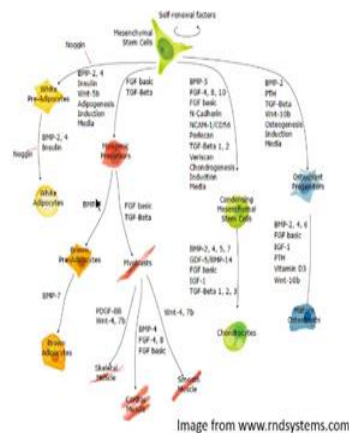 Self-renewal factors
Mesenchymal
Stem Cells
Noggin
BMP-2, 4
Insulin
Wnt-5b
Adipogenesis
Induction
Media
FGF basic
TGF-Beta
BMP-3
FGF-4, 8, 10
FGF basic
N-Cadherin
NCAM-1/CD56
Perlecan
TGF-Beta 1, 2
Versican
Chondrogenesis
Induction
Media
BMP-2
PTH
TGF-Beta
Wnt-10b
Osteogenesis
Induction
Media
White
Pre-Adipocytes
BMP-2, 4
Insulin
Noggin
Myogenic
Precursors
White
Adipocytes
FGF basic
TGF-Beta
Condensing
Mesenchymal
Stem Cells
Osteoblast
Progenitors
BMP-2, 4, 6
FGF basic
IGF-1
PTH
Vitamin D3
Wnt-10b
Brown
Pre-Adipocytes
Myoblasts
BMP-2, 4, 5, 7
GDF-5/BMP-14
FGF basic
IGF-1
TGF-Beta 1, 2, 3
BMP-7
PDGF-BB
Wnt-4, 7b
BMP-4
FGF-4, 8
FGF basic
Wnt-4, 7b
Chondrocytes
Osteoblasts
Brown
Adipocytes
Skeletal
Muscle
Cardiac
Muscle
Smooth
Muscle
Image from www.rndsystems.com